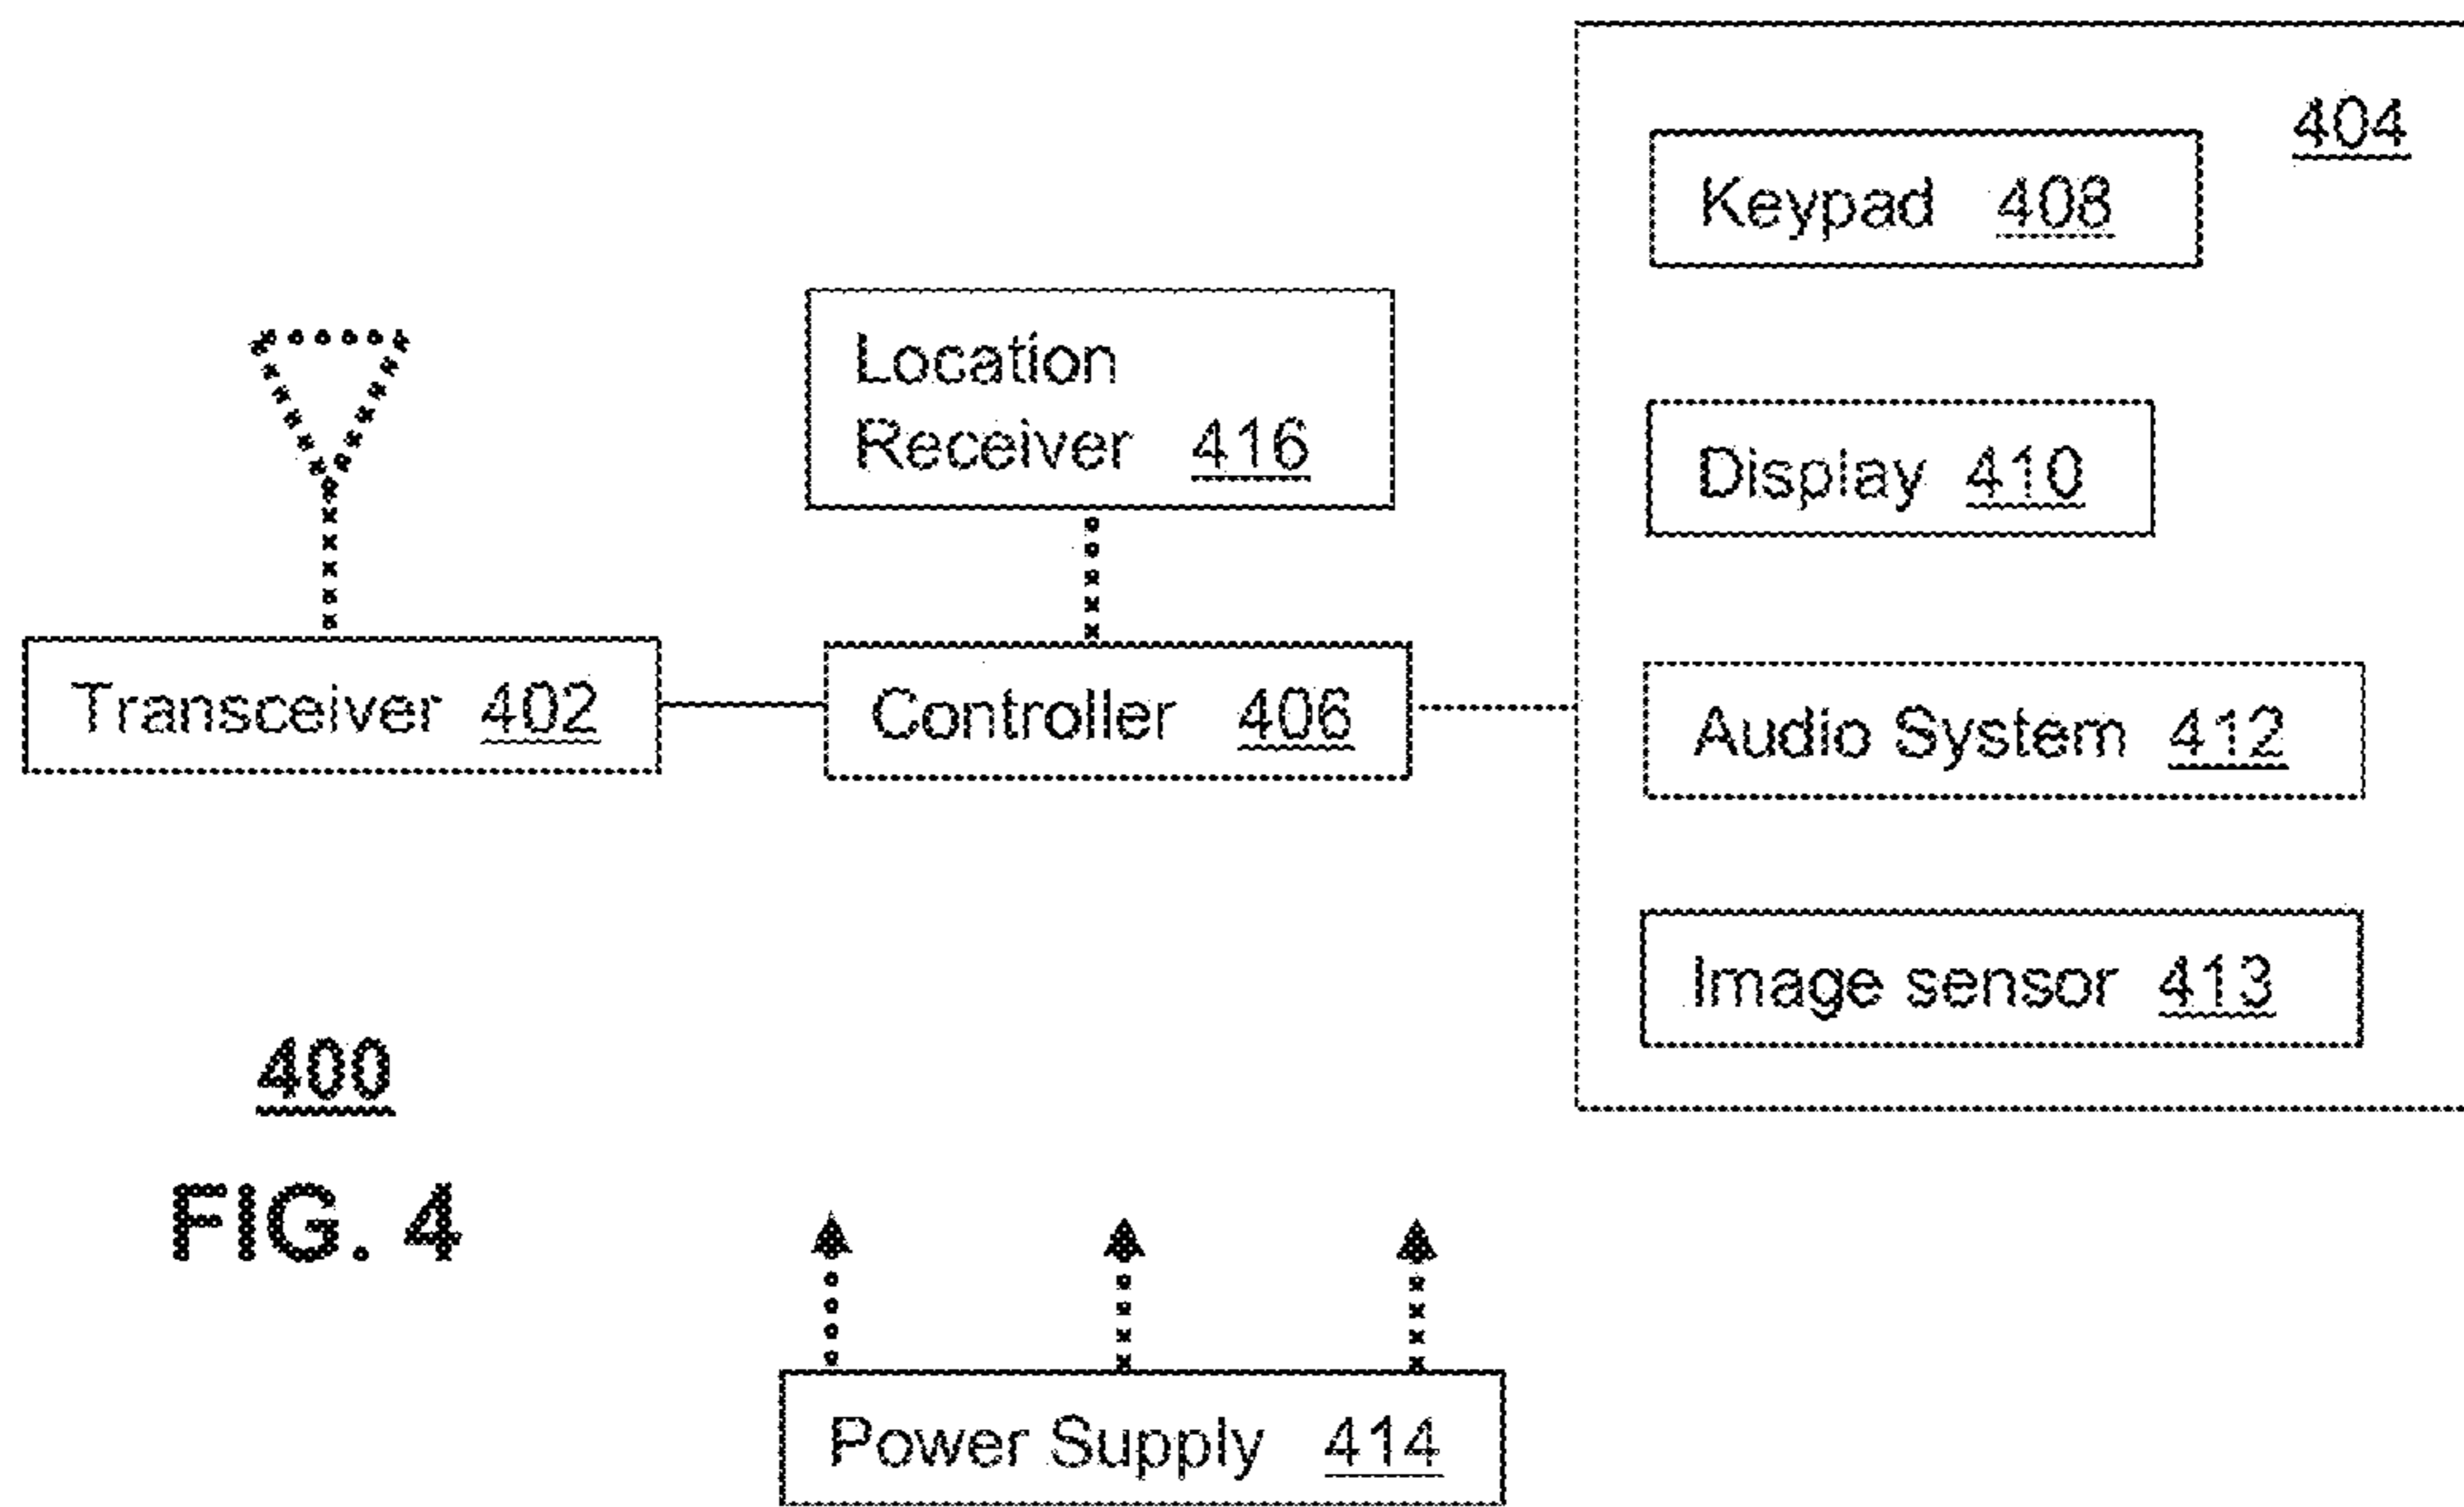 404
Keypad 408
Location
Receiver 416
Display 410
Transceiver 402
Controller 406
Audio System 412
Image sensor 413
400
FIG. 4
Power Supply 414